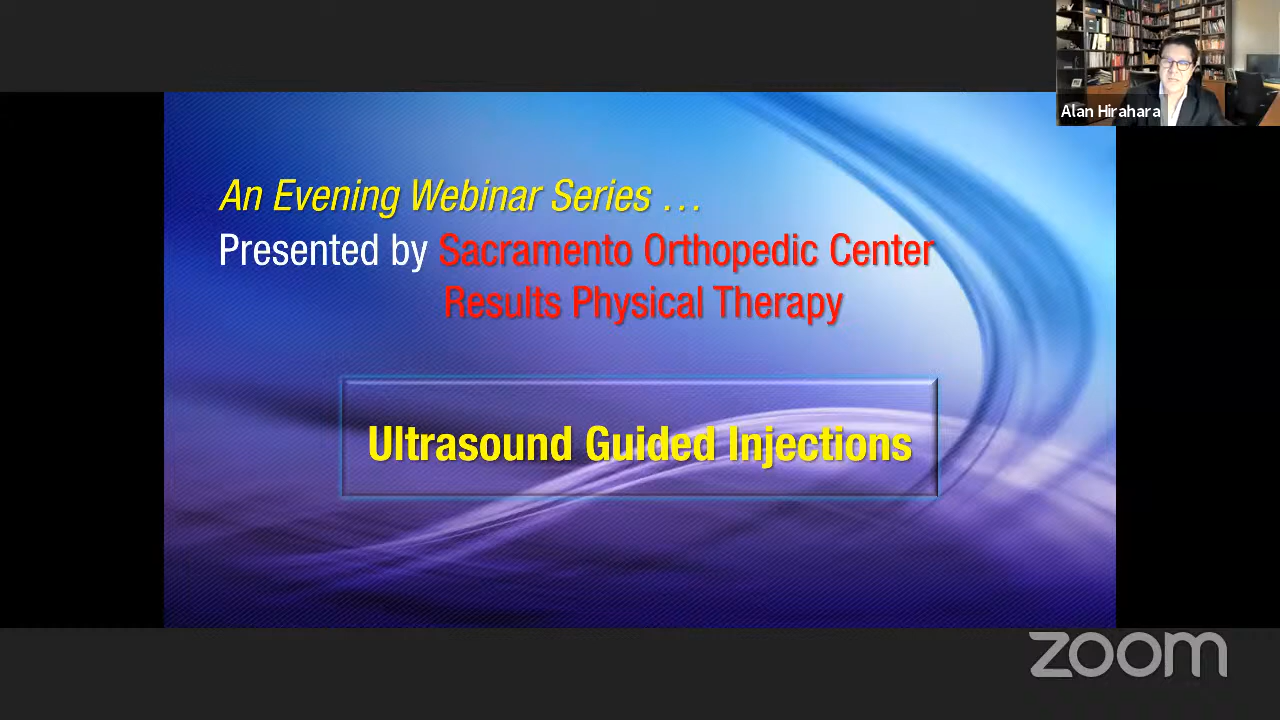 Alan Hirahara
An Evening Webinar Series ...
Presented by Sacramento Orthopedic Center
Results Physical Therapy
Ultrasound Guided Injections
zoom